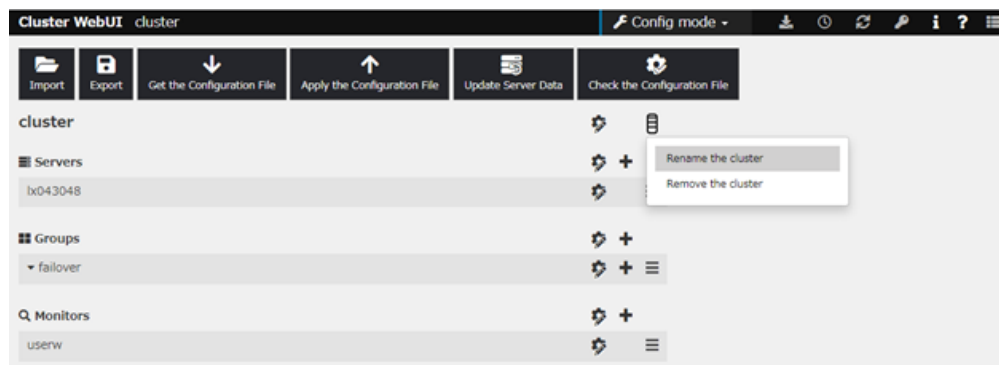 Cluster WebUI cluster Config mode
Import Export Get the Configuration File Apply the Configuration File Update Server Data Check the Configuration File
cluster
Rename the cluster
Servers
Remove the cluster
lx043048
Groups
failover
Monitors
userw